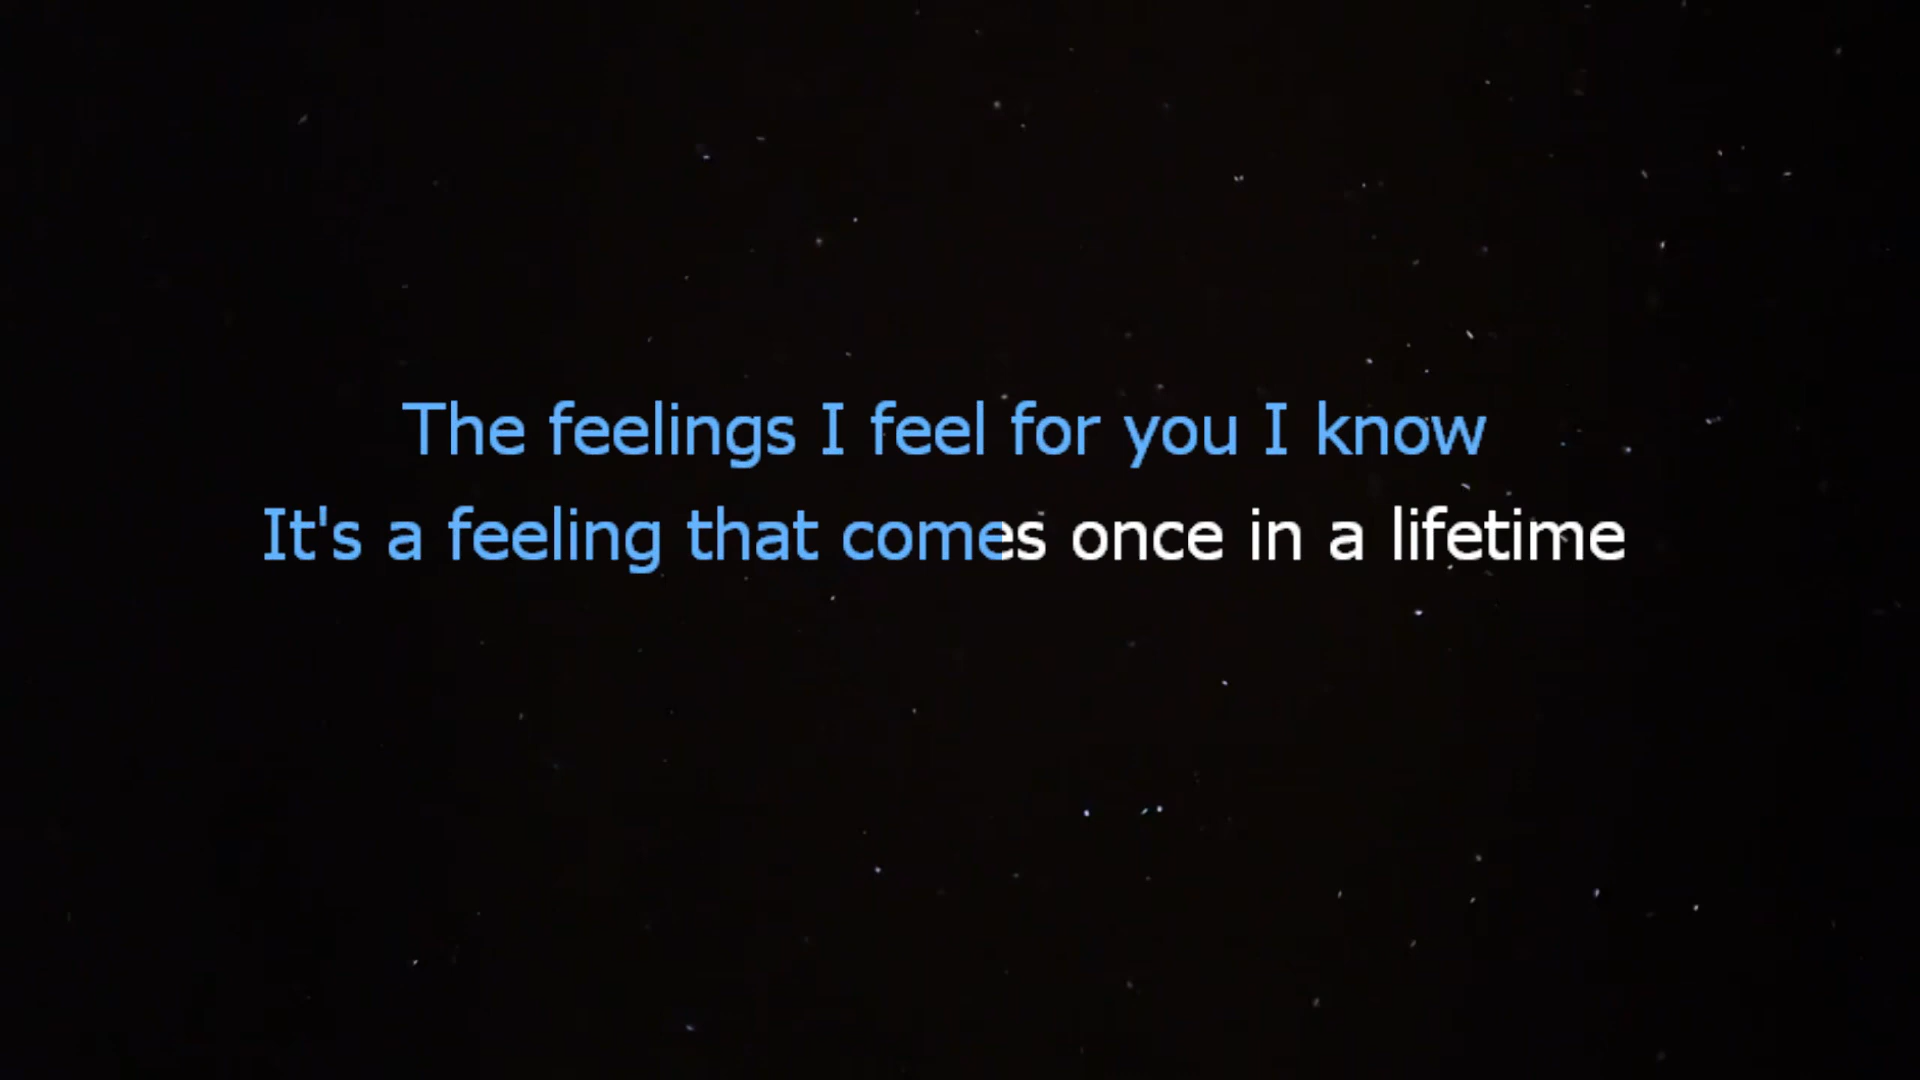 The feelings I feel for you I know
It's a feeling that comes once in a lifetime